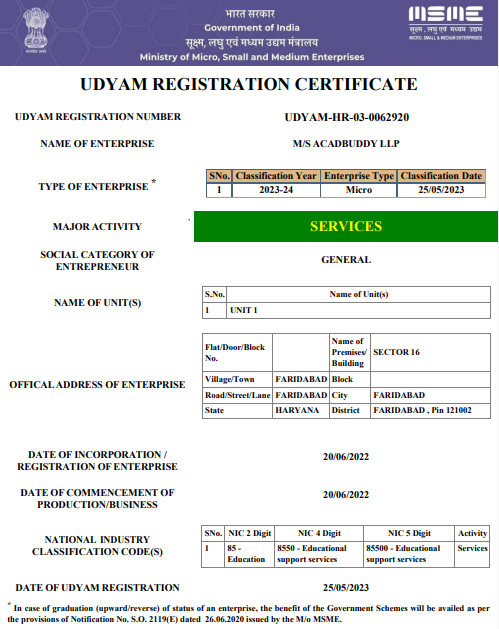 भारत सरकार
Government of India
सूक्ष्म, लघु एवं मध्यम उद्यम मंत्रालय
Ministry of Micro, Small and Medium Enterprises
MSME
सूक्ष्म, लघु एवं मध्यम उद्यम
MICRO, SMALL & MEDIUM ENTERPRISES
UDYAM REGISTRATION CERTIFICATE
UDYAM REGISTRATION NUMBER UDYAM-HR-03-0062920
NAME OF ENTERPRISE M/S ACADBUDDY LLP
TYPE OF ENTERPRISE *
SNo. Classification Year Enterprise Type Classification Date
1 2023-24 Micro 25/05/2023
MAJOR ACTIVITY SERVICES
SOCIAL CATEGORY OF
ENTREPRENEUR
GENERAL
NAME OF UNIT(S)
S.No. Name of Unit(s)
1 UNIT 1
OFFICAL ADDRESS OF ENTERPRISE
Flat/Door/Block
No.
Name of
Premises/
Building
SECTOR 16
Village/Town FARIDABAD Block
Road/Street/Lane FARIDABAD City FARIDABAD
State HARYANA District FARIDABAD , Pin 121002
DATE OF INCORPORATION /
REGISTRATION OF ENTERPRISE
20/06/2022
DATE OF COMMENCEMENT OF
PRODUCTION/BUSINESS
20/06/2022
NATIONAL INDUSTRY
CLASSIFICATION CODE(S)
SNo. NIC 2 Digit NIC 4 Digit NIC 5 Digit Activity
1 85 - 8550 - Educational 85500 - Educational Services
Education support services support services
DATE OF UDYAM REGISTRATION 25/05/2023
* In case of graduation (upward/reverse) of status of an enterprise, the benefit of the Government Schemes will be availed as per
the provisions of Notification No. S.O. 2119(E) dated 26.06.2020 issued by the M/o MSME.